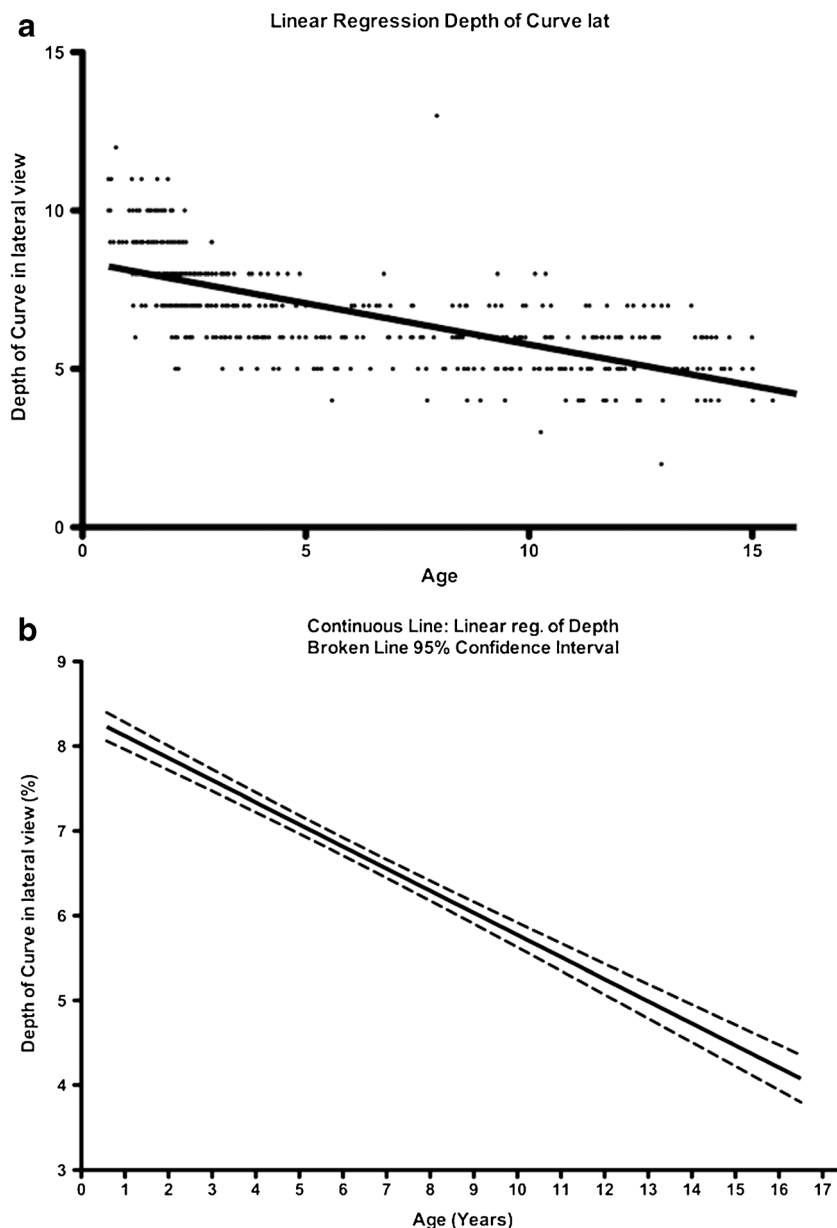 a
Linear Regression Depth of Curve lat
15
10
5
0
Depth of Curve in lateral view
0 5 10 15
Age
b
Continuous Line: Linear reg. of Depth
Broken Line 95% Confidence Interval
9
8
7
6
5
4
3
Depth of Curve in lateral view (%)
0 1 2 3 4 5 6 7 8 9 10 11 12 13 14 15 16 17
Age (Years)